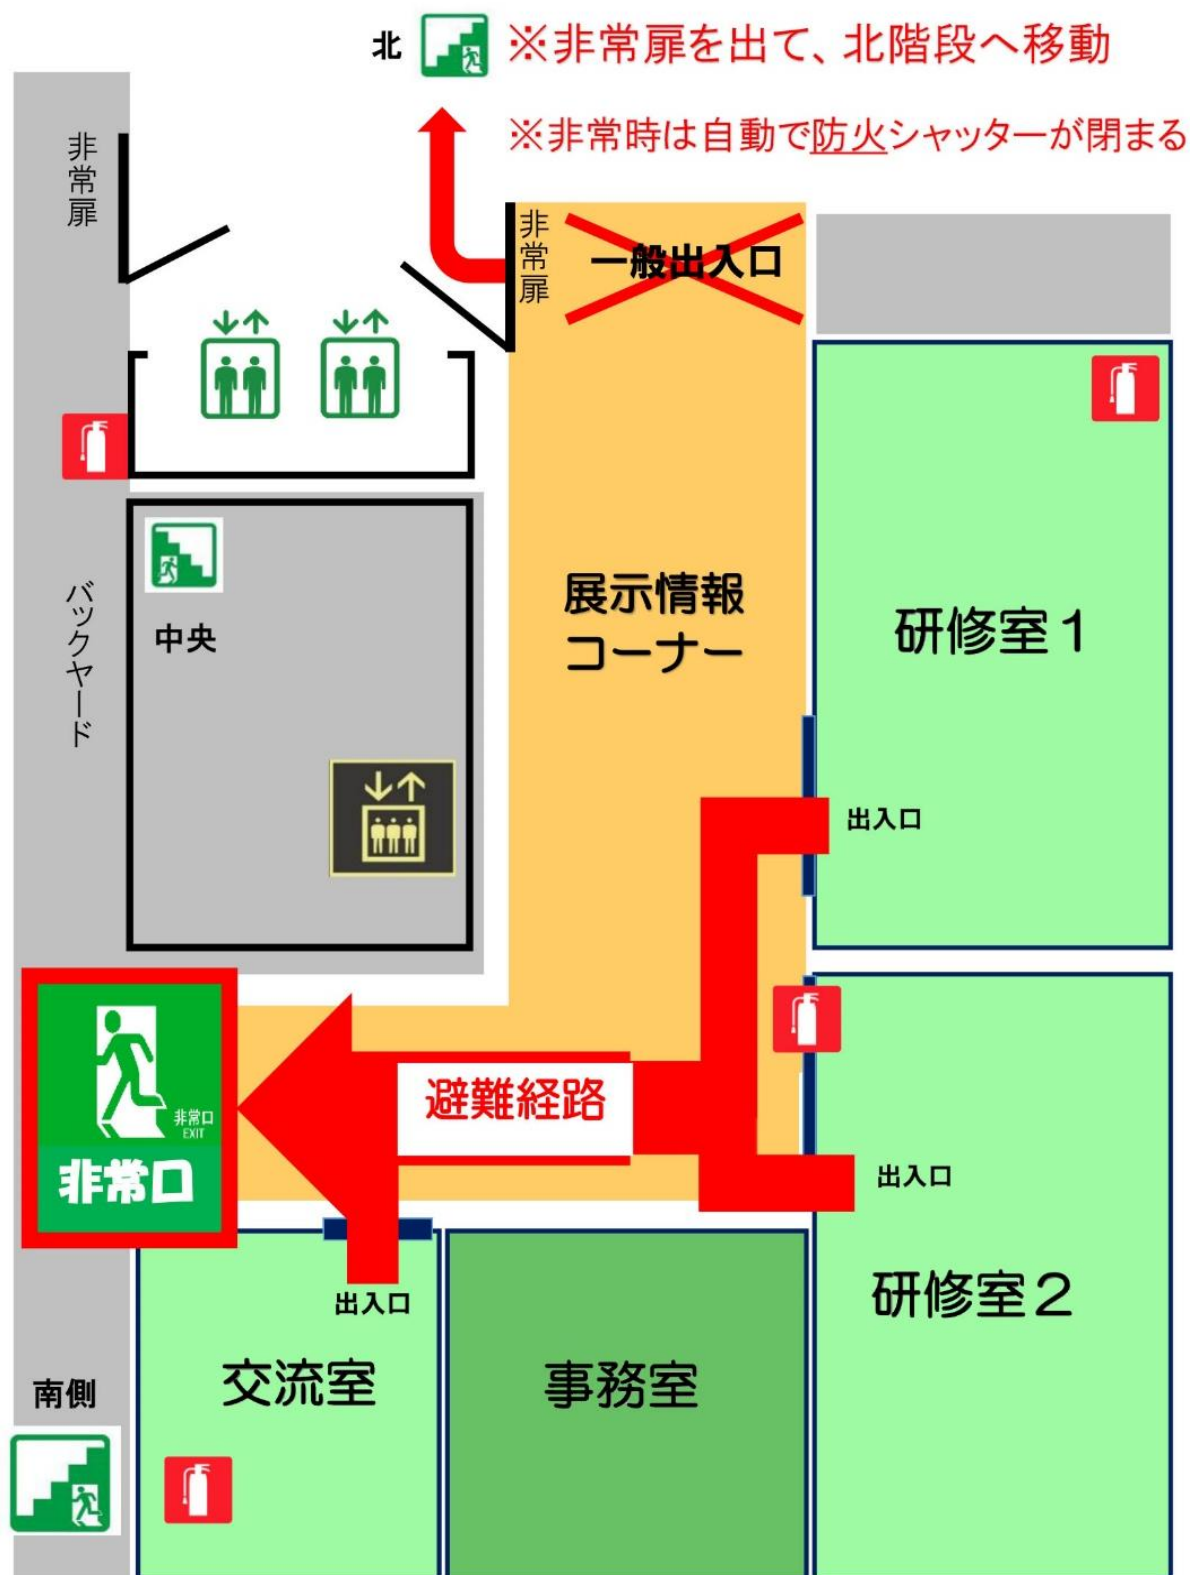 北
※非常扉を出て、北階段へ移動
※非常時は自動で防火シャッターが閉まる
非常扉
非常扉
一般出入口
バックヤード
中央
展示情報
コーナー
研修室１
出入口
避難経路
非常口
EXIT
非常口
出入口
出入口
研修室２
交流室
事務室
南側